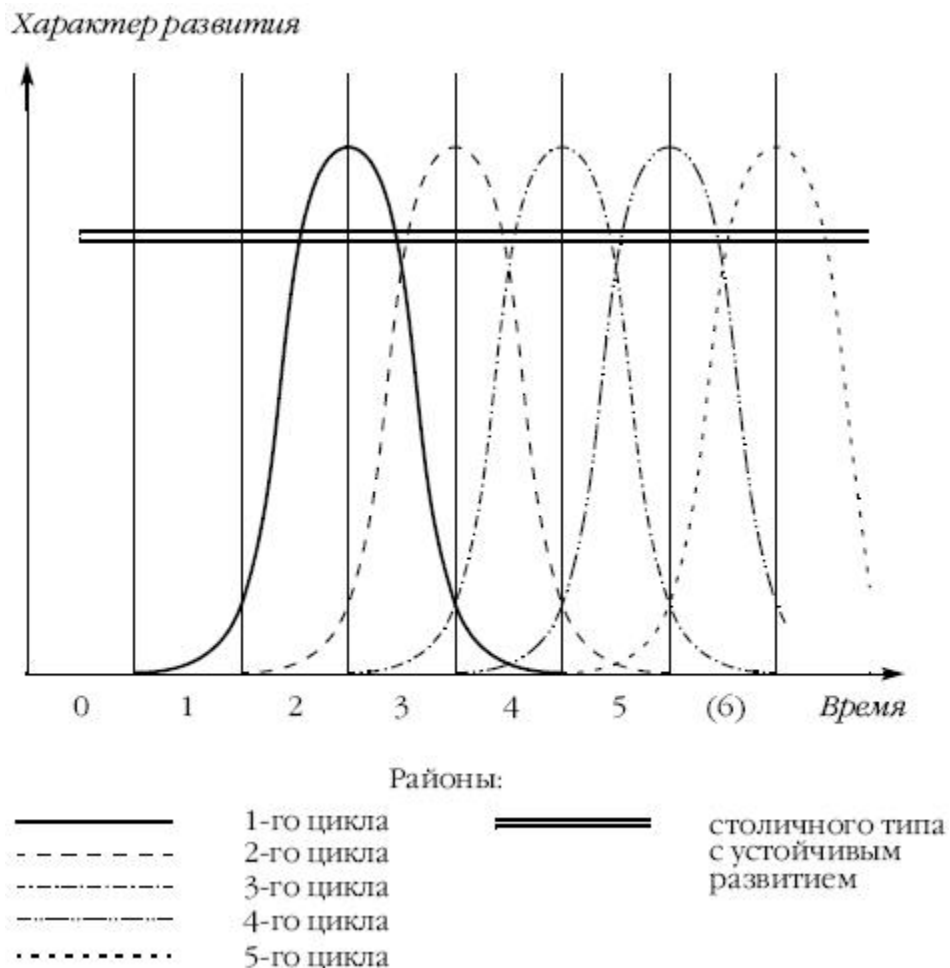 Характер развития
0 1 2 3 4 5 (6) Время
Районы:
1-го цикла
2-го цикла
3-го цикла
4-го цикла
5-го цикла
столичного типа
с устойчивым
развитием